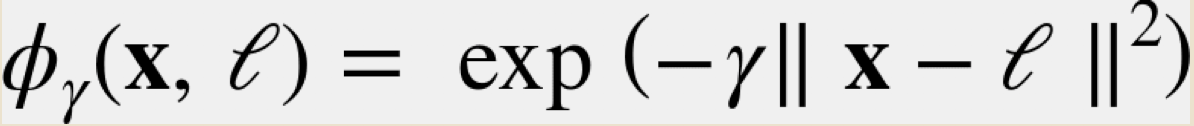 ϕγ(x, ℓ) = exp (−γ‖ x − ℓ ‖²)